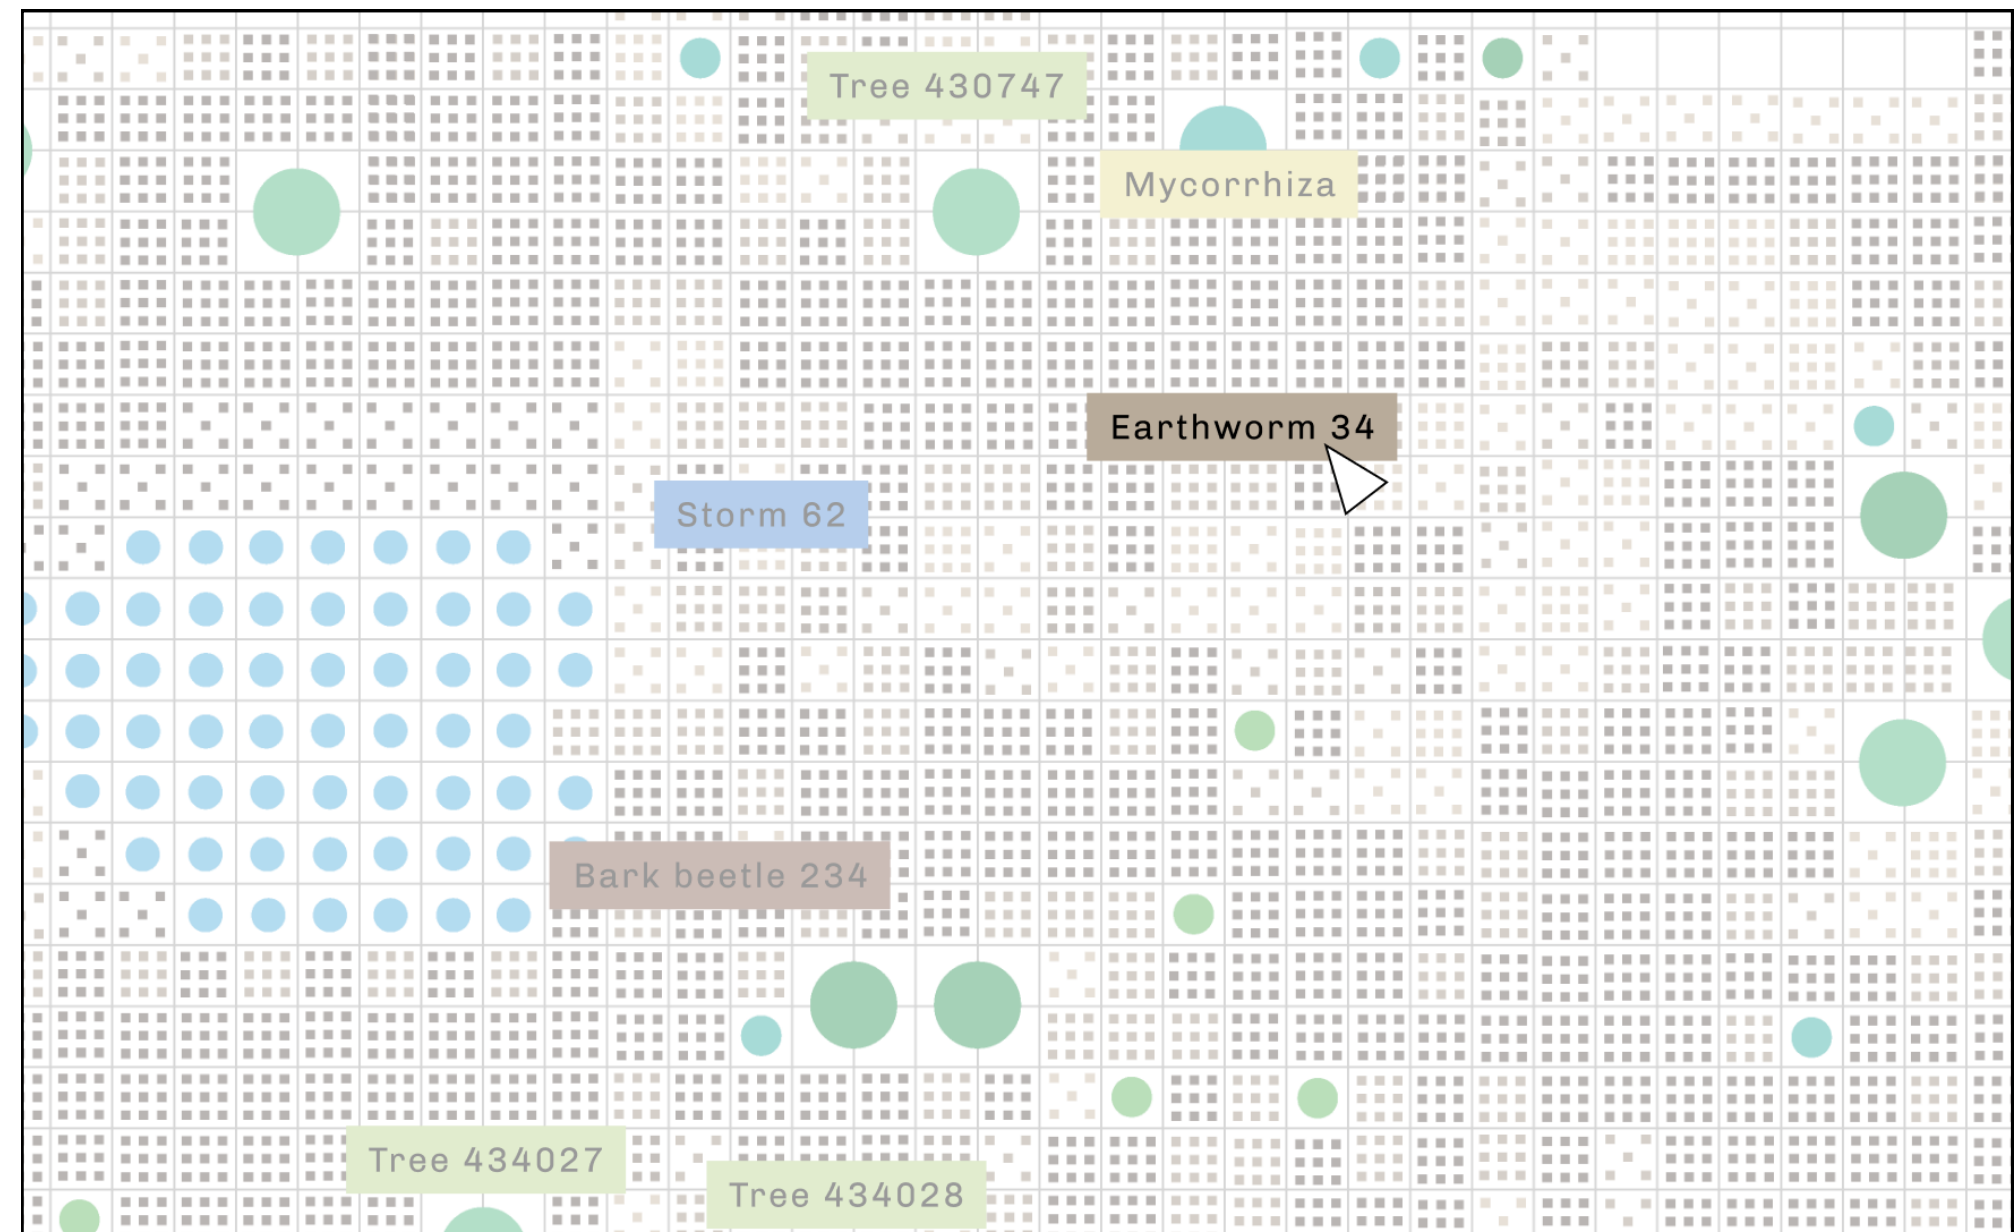 Tree 430747
Mycorrhiza
Earthworm 34
Storm 62
Bark beetle 234
Tree 434027
Tree 434028